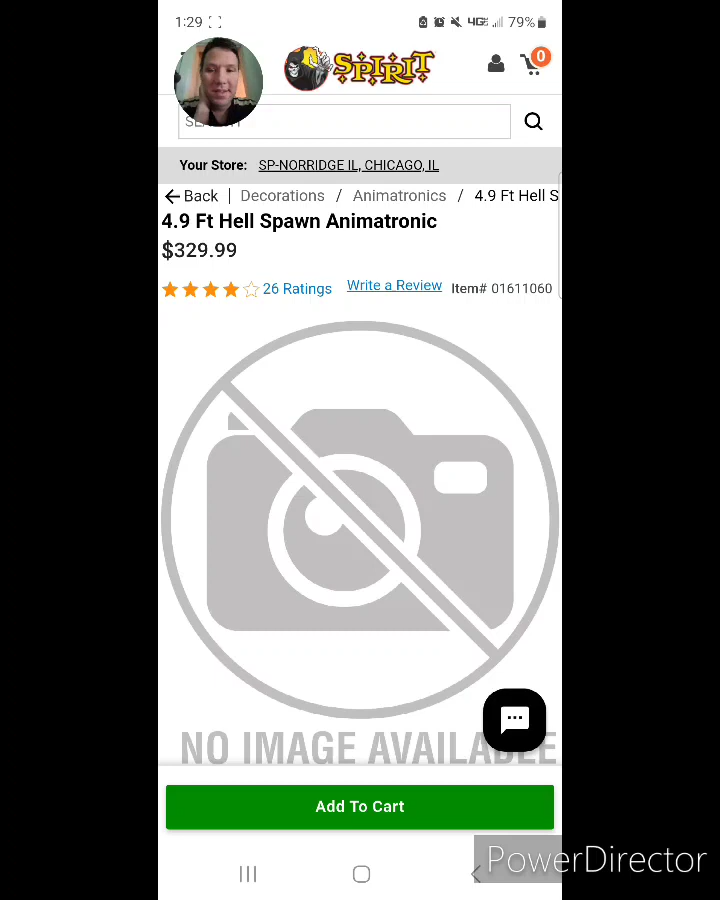 1:29 4GE 79%
SPIRIT 0
Your Store: SP-NORRIDGE IL, CHICAGO, IL
Back | Decorations / Animatronics / 4.9 Ft Hell S
4.9 Ft Hell Spawn Animatronic
$329.99
26 Ratings Write a Review Item# 01611060
NO IMAGE AVAILABLE
Add To Cart
PowerDirector